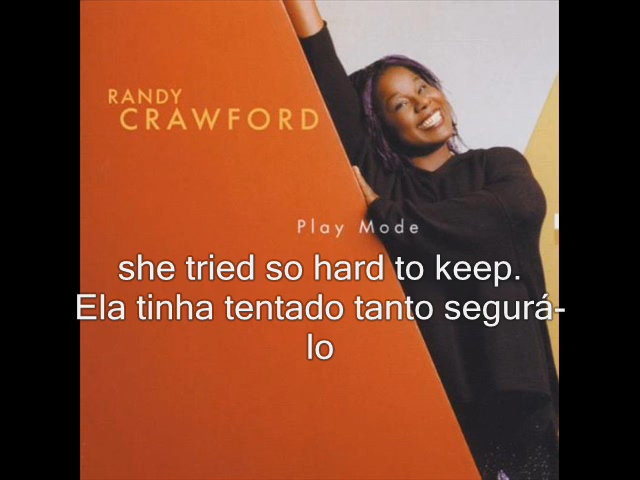 RANDY
CRAWFORD
Play Mode
she tried so hard to keep.
Ela tinha tentado tanto segurá-
lo